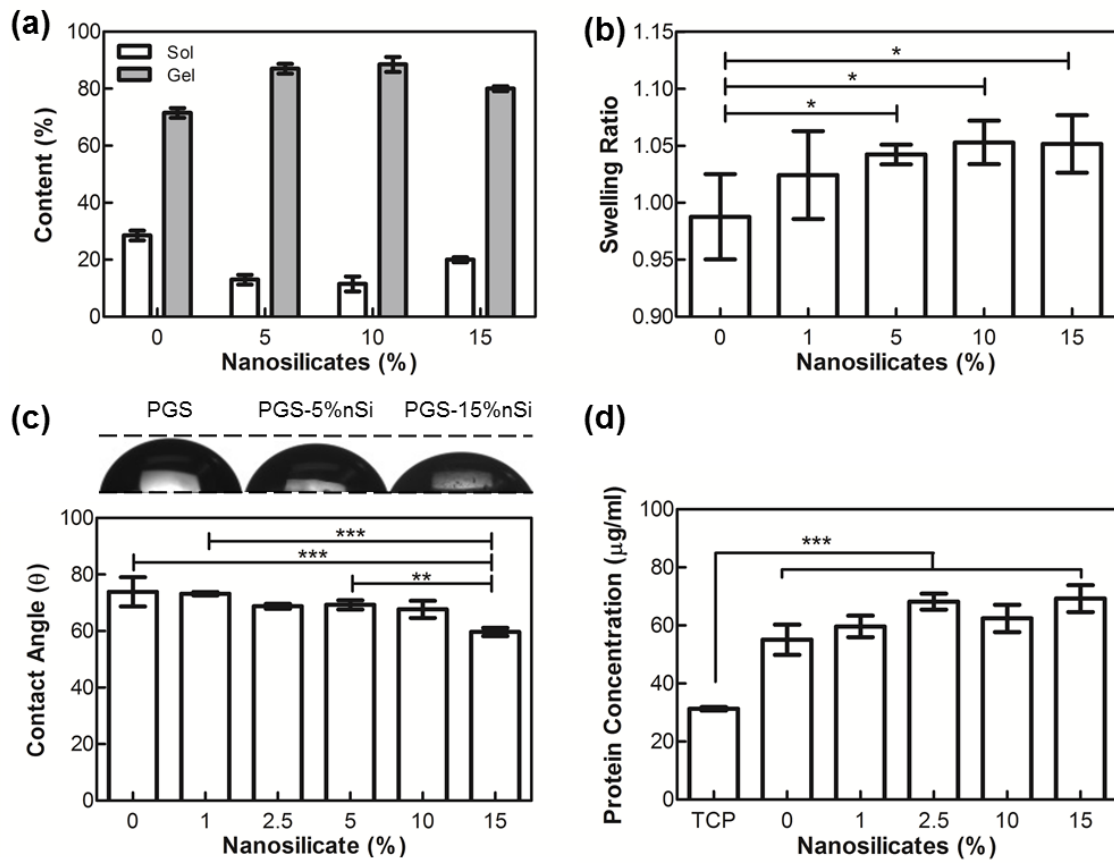 (a)
Sol
Gel
Content (%)
100
80
60
40
20
0
0 5 10 15
Nanosilicates (%)
(b)
* 
*
*
Swelling Ratio
1.15
1.10
1.05
1.00
0.95
0.90
0 1 5 10 15
Nanosilicates (%)
(c)
PGS PGS-5%nSi PGS-15%nSi
***
***
**
Contact Angle (θ)
100
80
60
40
20
0
0 1 2.5 5 10 15
Nanosilicate (%)
(d)
***
Protein Concentration (μg/ml)
100
80
60
40
20
0
TCP 0 1 2.5 10 15
Nanosilicates (%)